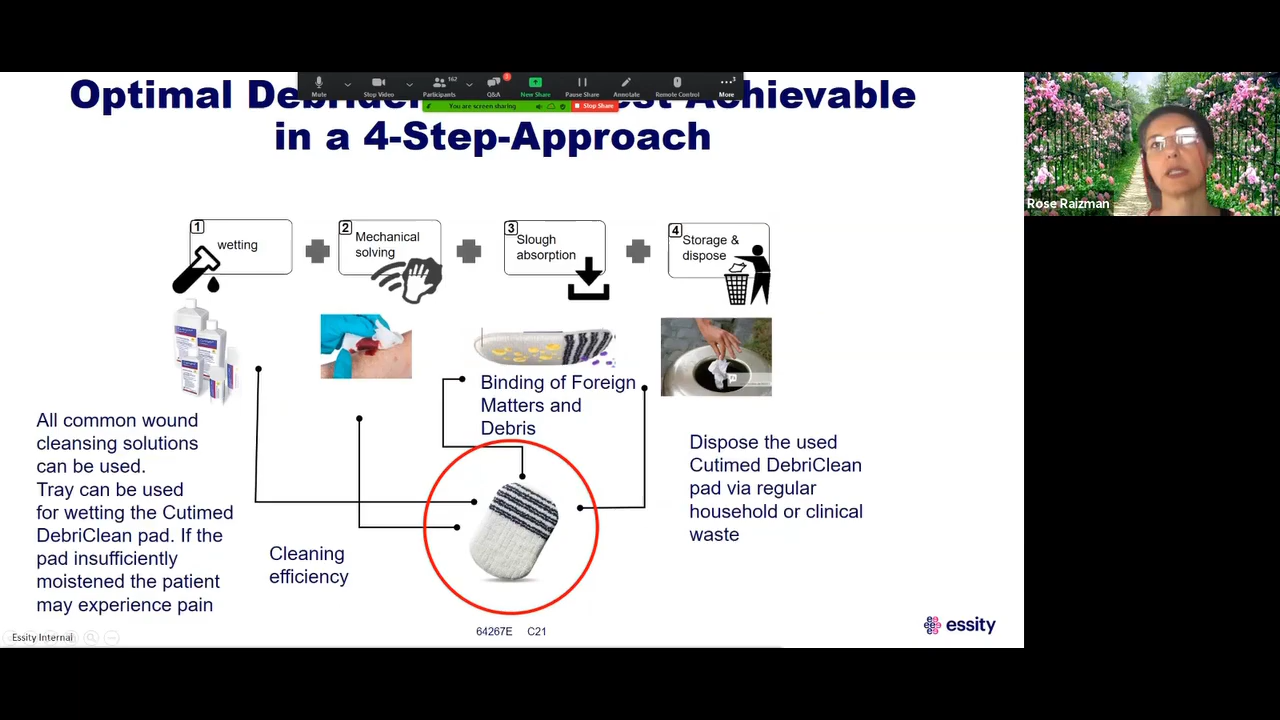 Mute
Stop Video
162
Participants
Q&A
New Share
Pause Share
Annotate
Remote Control
3
More
You are screen sharing
Stop Share
Optimal Achievable
in a 4-Step-Approach
Rose Raizman
1
wetting
2
Mechanical
solving
3
Slough
absorption
4
Storage &
dispose
Binding of Foreign
Matters and
Debris
All common wound
cleansing solutions
can be used.
Tray can be used
for wetting the Cutimed
DebriClean pad. If the
pad insufficiently
moistened the patient
may experience pain
Cleaning
efficiency
Dispose the used
Cutimed DebriClean
pad via regular
household or clinical
waste
64267E C21
Essity Internal
essity